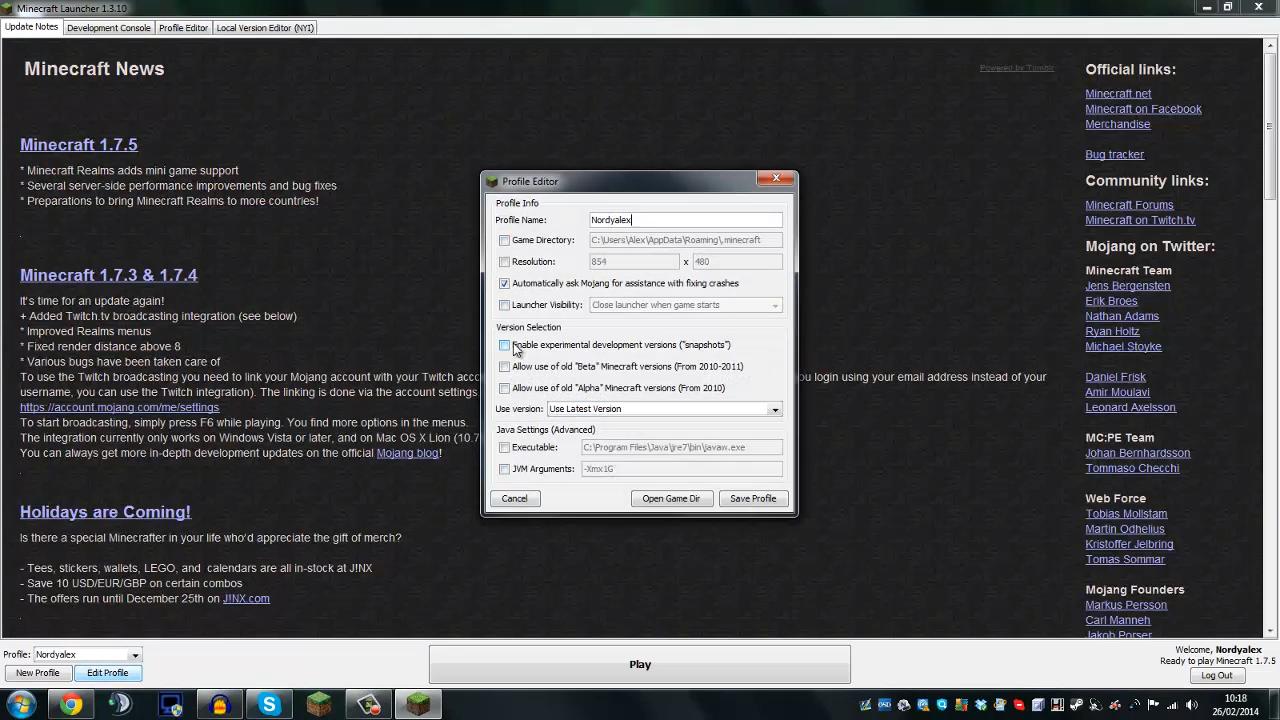 Minecraft Launcher 1.3.10
Update Notes
Development Console
Profile Editor
Local Version Editor (NYI)
Minecraft News
Powered by Tumblr
Minecraft 1.7.5
* Minecraft Realms adds mini game support
* Several server-side performance improvements and bug fixes
* Preparations to bring Minecraft Realms to more countries!
Minecraft 1.7.3 & 1.7.4
It's time for an update again!
+ Added Twitch.tv broadcasting integration (see below)
* Improved Realms menus
* Fixed render distance above 8
* Various bugs have been taken care of
To use the Twitch broadcasting you need to link your Mojang account with your Twitch acco
you login using your email address instead of your
username, you can use the Twitch integration). The linking is done via the account settings
https://account.mojang.com/me/settings
To start broadcasting, simply press F6 while playing. You find more options in the menus.
The integration currently only works on Windows Vista or later, and on Mac OS X Lion (10.7
You can always get more in-depth development updates on the official Mojang blog!
Holidays are Coming!
Is there a special Minecrafter in your life who'd appreciate the gift of merch?
- Tees, stickers, wallets, LEGO, and calendars are all in-stock at J!NX
- Save 10 USD/EUR/GBP on certain combos
- The offers run until December 25th on J!NX.com
Profile Editor
Profile Info
Profile Name: Nordyalex
Game Directory: C:\Users\Alex\AppData\Roaming\.minecraft
Resolution: 854 x 480
Automatically ask Mojang for assistance with fixing crashes
Launcher Visibility: Close launcher when game starts
Version Selection
Enable experimental development versions ("snapshots")
Allow use of old "Beta" Minecraft versions (From 2010-2011)
Allow use of old "Alpha" Minecraft versions (From 2010)
Use version: Use Latest Version
Java Settings (Advanced)
Executable: C:\Program Files\Java\jre7\bin\javaw.exe
JVM Arguments: -Xmx1G
Cancel
Open Game Dir
Save Profile
Official links:
Minecraft.net
Minecraft on Facebook
Merchandise
Bug tracker
Community links:
Minecraft Forums
Minecraft on Twitch.tv
Mojang on Twitter:
Minecraft Team
Jens Bergensten
Erik Broes
Nathan Adams
Ryan Holtz
Michael Stoyke
Daniel Frisk
Amir Moulavi
Leonard Axelsson
MC:PE Team
Johan Bernhardsson
Tommaso Checchi
Web Force
Tobias Mollstam
Martin Odhelius
Kristoffer Jelbring
Tomas Sommar
Mojang Founders
Markus Persson
Carl Manneh
Jakob Porser
Profile: Nordyalex
New Profile
Edit Profile
Play
Welcome, Nordyalex
Ready to play Minecraft 1.7.5
Log Out
10:18
26/02/2014